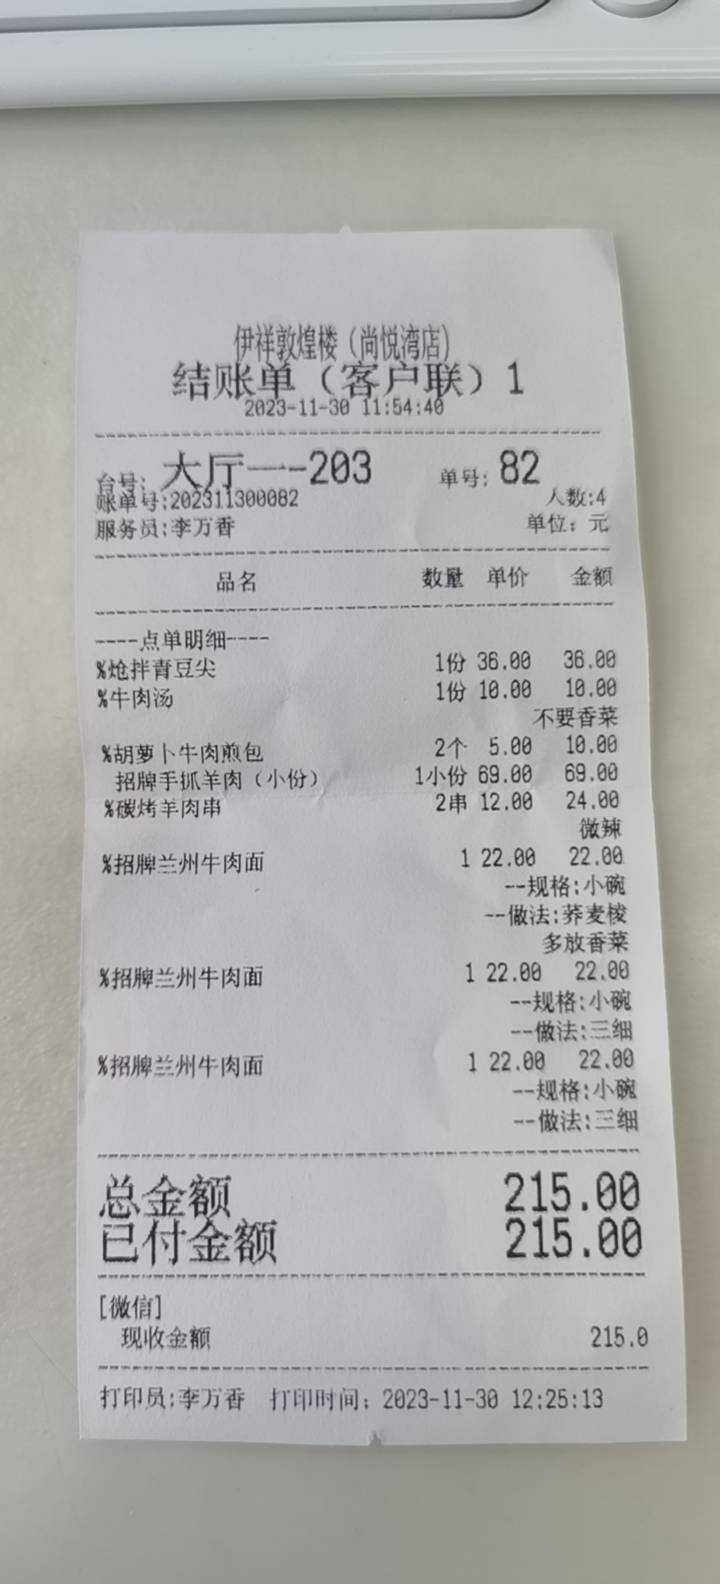 伊祥敦煌楼（尚悦湾店）
结账单（客户联）1
2023-11-30 11:54:40
台号: 大厅一--203 单号: 82
账单号:202311300082 人数:4
服务员:李万香 单位: 元
品名 数量 单价 金额
----点单明细----
%炝拌青豆尖 1份 36.00 36.00
%牛肉汤 1份 10.00 10.00
不要香菜
%胡萝卜牛肉煎包 2个 5.00 10.00
招牌手抓羊肉（小份） 1小份 69.00 69.00
%碳烤羊肉串 2串 12.00 24.00
微辣
%招牌兰州牛肉面 1 22.00 22.00
--规格:小碗
--做法:荞麦棱
多放香菜
%招牌兰州牛肉面 1 22.00 22.00
--规格:小碗
--做法:三细
%招牌兰州牛肉面 1 22.00 22.00
--规格:小碗
--做法:三细
总金额 215.00
已付金额 215.00
[微信]
现收金额 215.0
打印员:李万香 打印时间: 2023-11-30 12:25:13